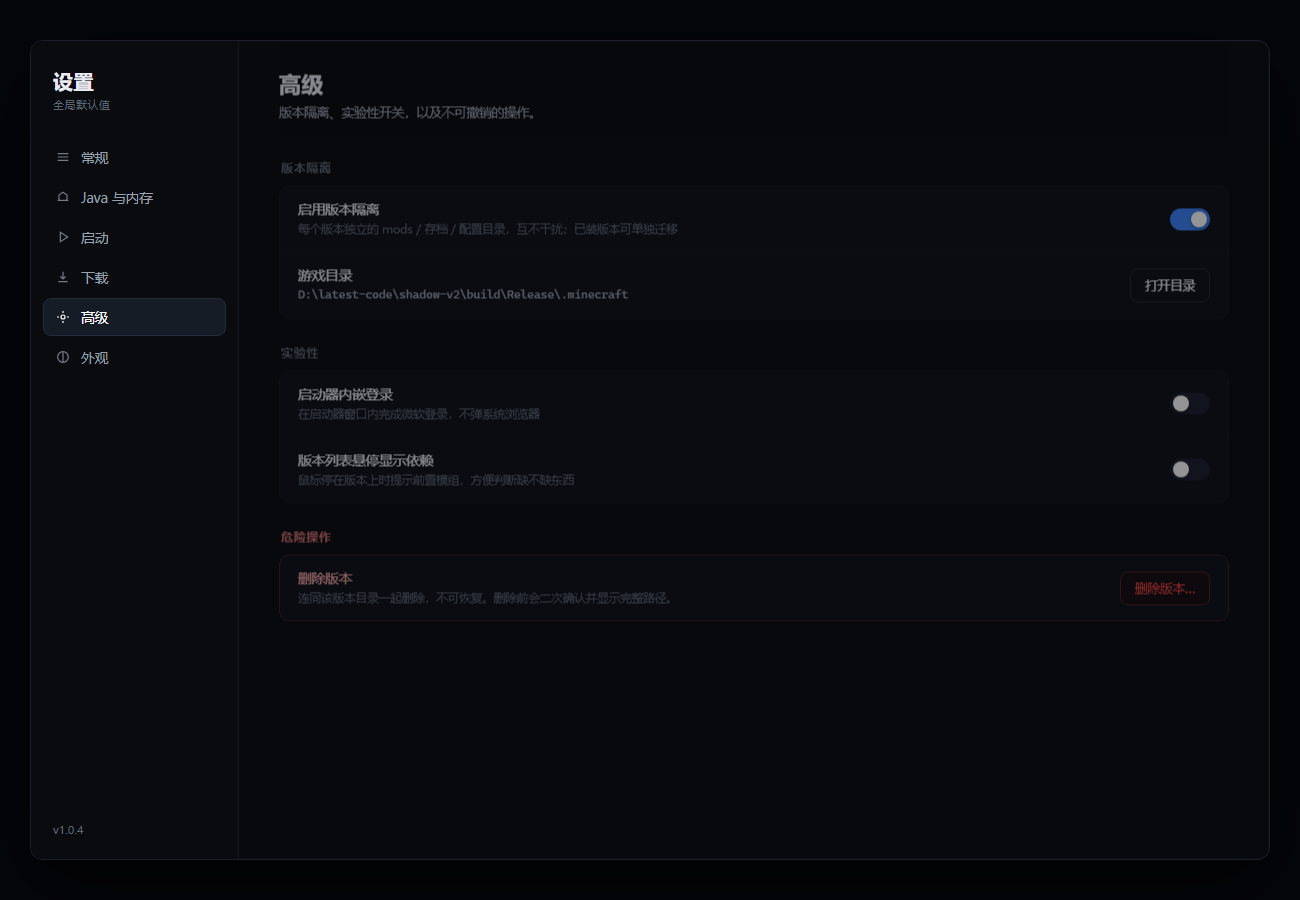 设置
全局默认值
常规
Java 与内存
启动
下载
高级
外观
v1.0.4
高级
版本隔离、实验性开关，以及不可撤销的操作。
版本隔离
启用版本隔离
每个版本独立的 mods / 存档 / 配置目录，互不干扰；已装版本可单独迁移
游戏目录
D:\latest-code\shadow-v2\build\Release\.minecraft
打开目录
实验性
启动器内嵌登录
在启动器窗口内完成微软登录，不弹系统浏览器
版本列表悬停显示依赖
鼠标停在版本上时提示前置模组，方便判断缺不缺东西
危险操作
删除版本
连同该版本目录一起删除，不可恢复。删除前会二次确认并显示完整路径。
删除版本...